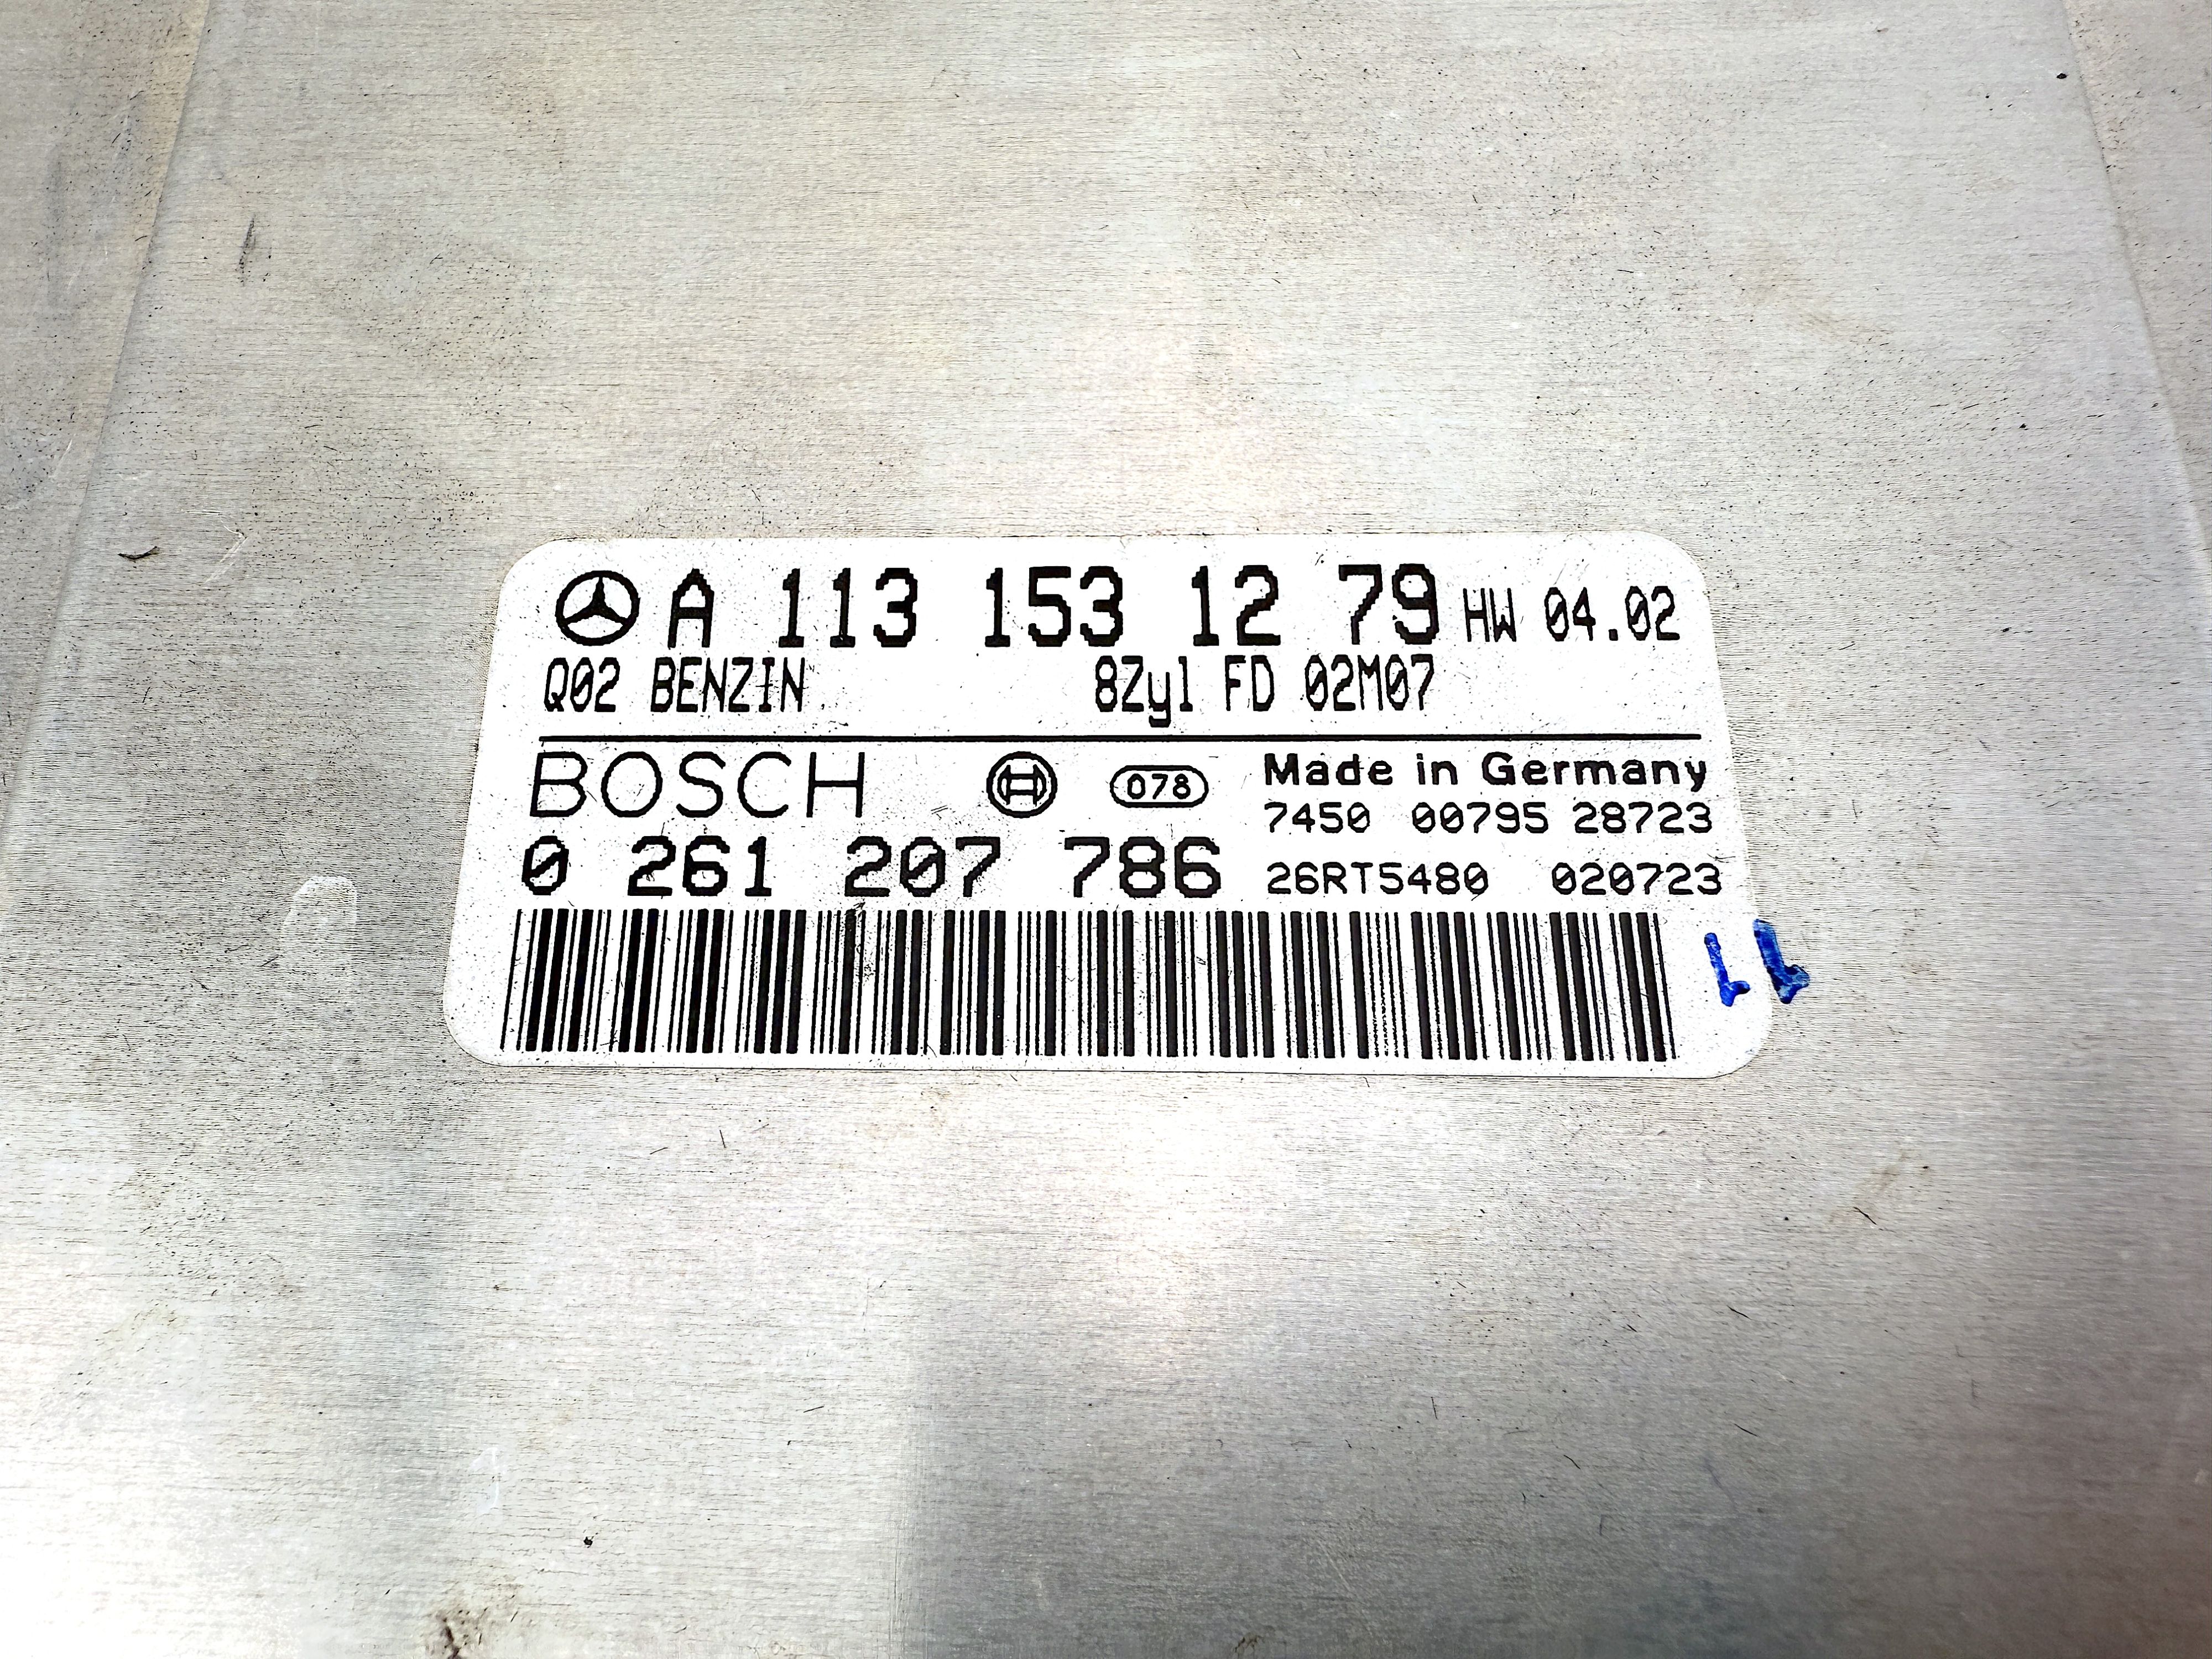 A 113 153 12 79 HW 04.02
Q02 BENZIN 8Zyl FD 02M07
BOSCH 078 Made in Germany
7450 00795 28723
0 261 207 786 26RT5480 020723
11